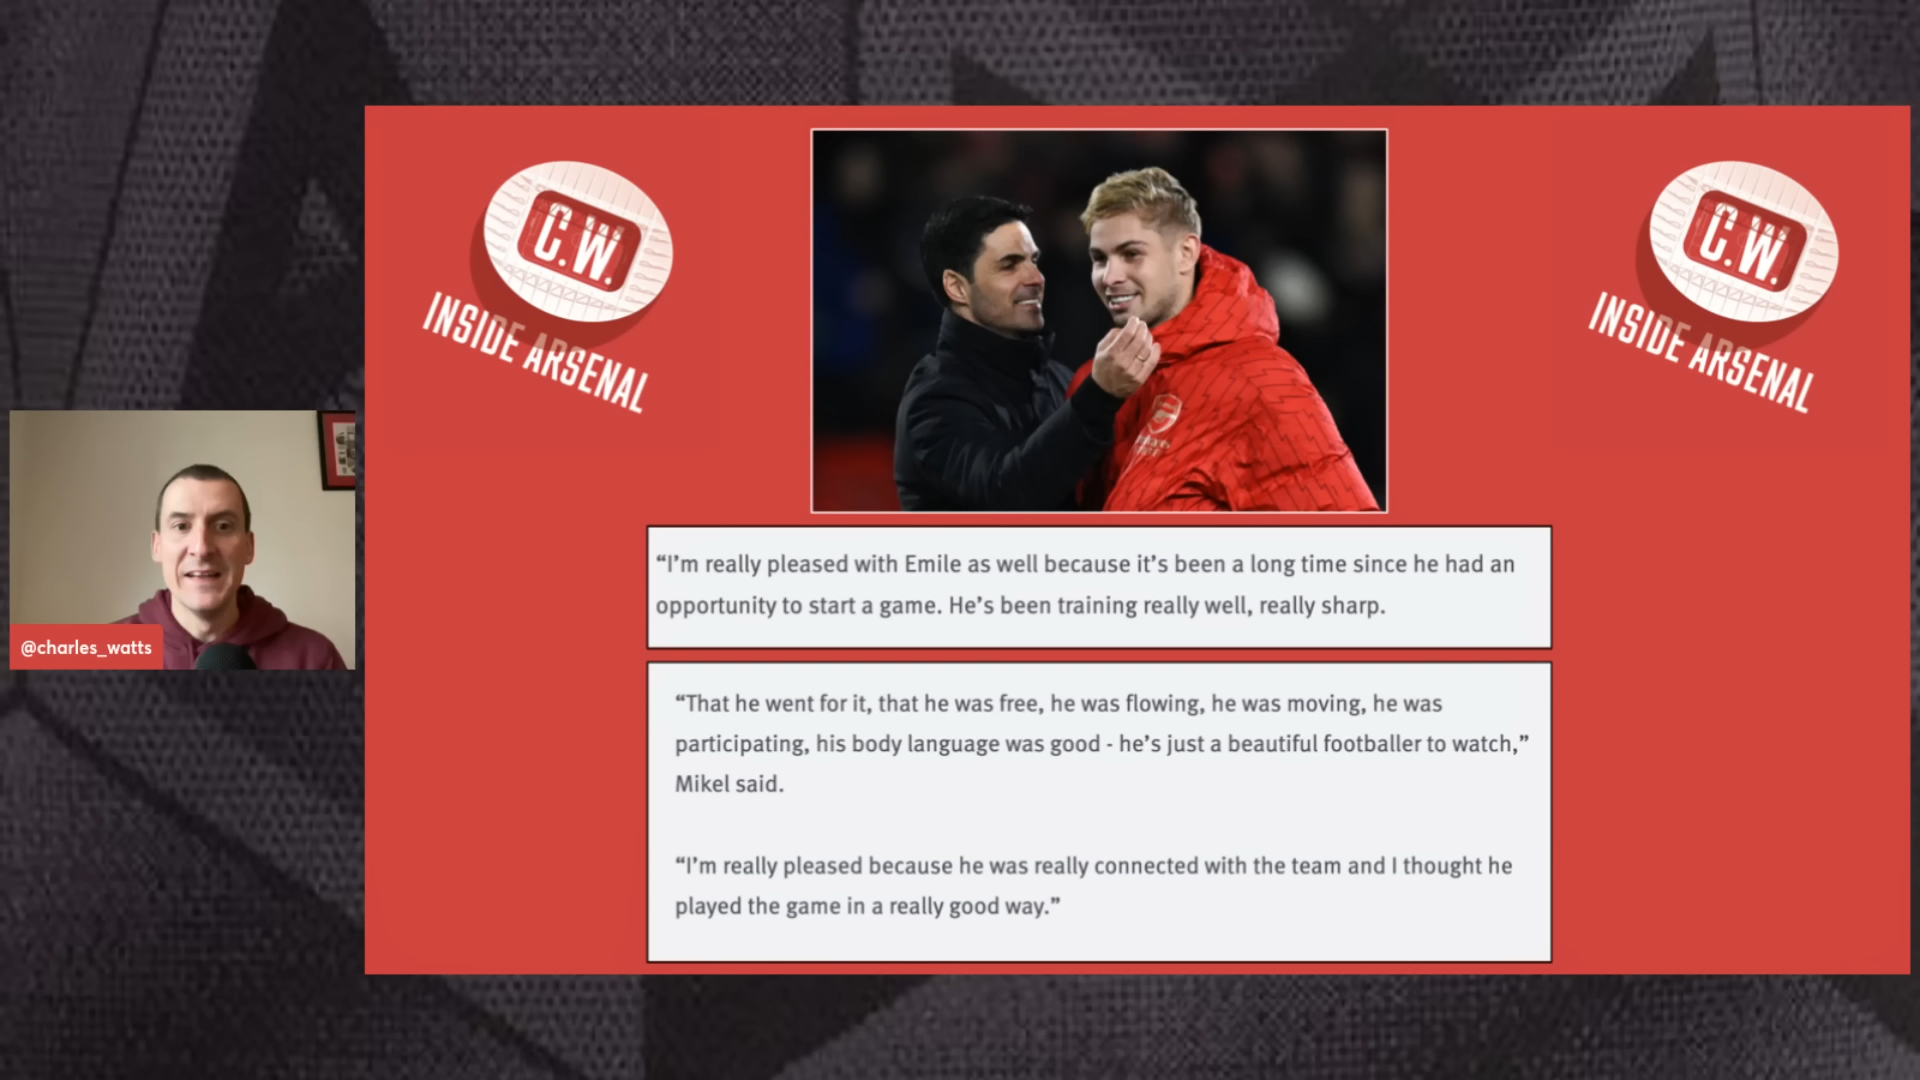 C.W.
INSIDE ARSENAL
C.W.
INSIDE ARSENAL
@charles_watts
“I’m really pleased with Emile as well because it’s been a long time since he had an
opportunity to start a game. He’s been training really well, really sharp.
“That he went for it, that he was free, he was flowing, he was moving, he was
participating, his body language was good - he’s just a beautiful footballer to watch,”
Mikel said.
“I’m really pleased because he was really connected with the team and I thought he
played the game in a really good way.”